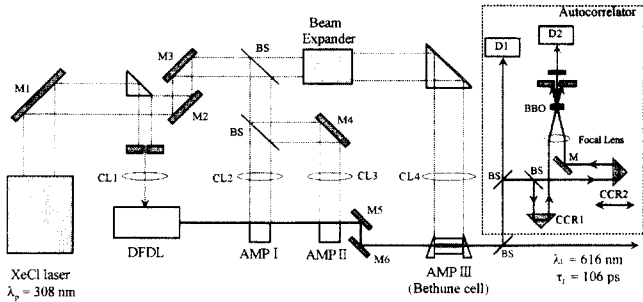 Autocorrelator
D1
D2
Beam
Expander
M1
M3
M2
BS
BS
M4
BBO
Focal Lens
M
BS
BS
CCR1
CCR2
CL1
CL2
CL3
CL4
M5
M6
DFDL
AMP I
AMP II
AMP III
(Bethune cell)
BS
XeCl laser
λp = 308 nm
= 616 nm
= 106 ps